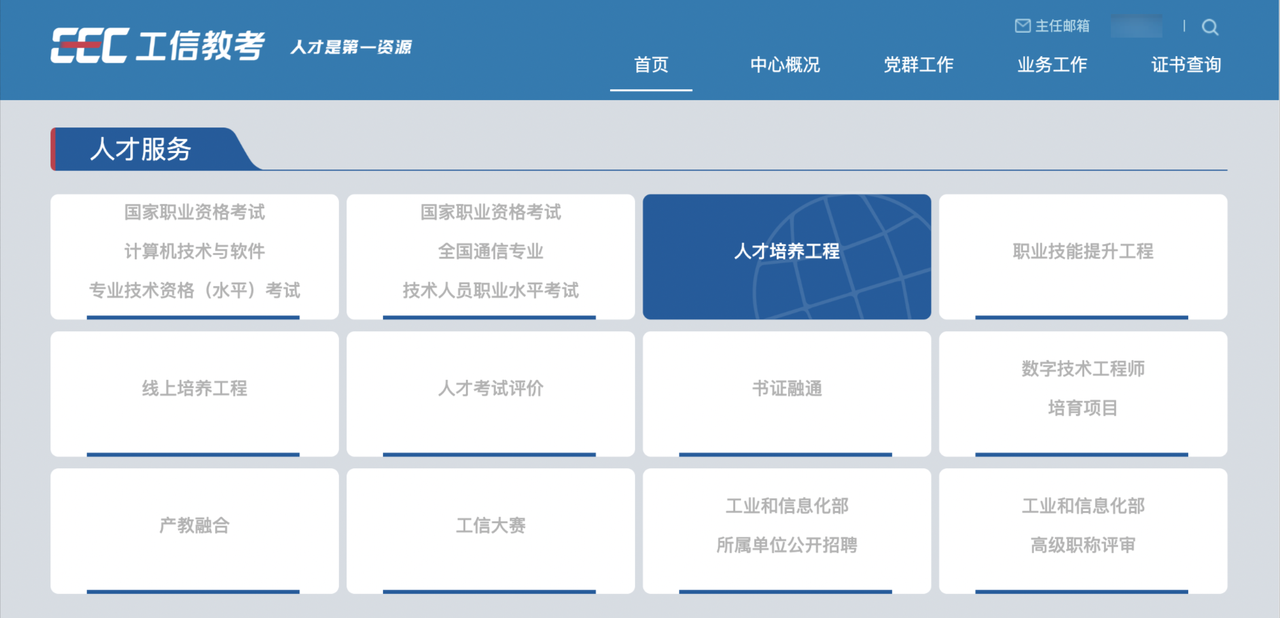 CEC 工信教考 人才是第一资源
主任邮箱
首页 中心概况 党群工作 业务工作 证书查询
人才服务
国家职业资格考试
计算机技术与软件
专业技术资格（水平）考试
国家职业资格考试
全国通信专业
技术人员职业水平考试
人才培养工程
职业技能提升工程
线上培养工程
人才考试评价
书证融通
数字技术工程师
培育项目
产教融合
工信大赛
工业和信息化部
所属单位公开招聘
工业和信息化部
高级职称评审